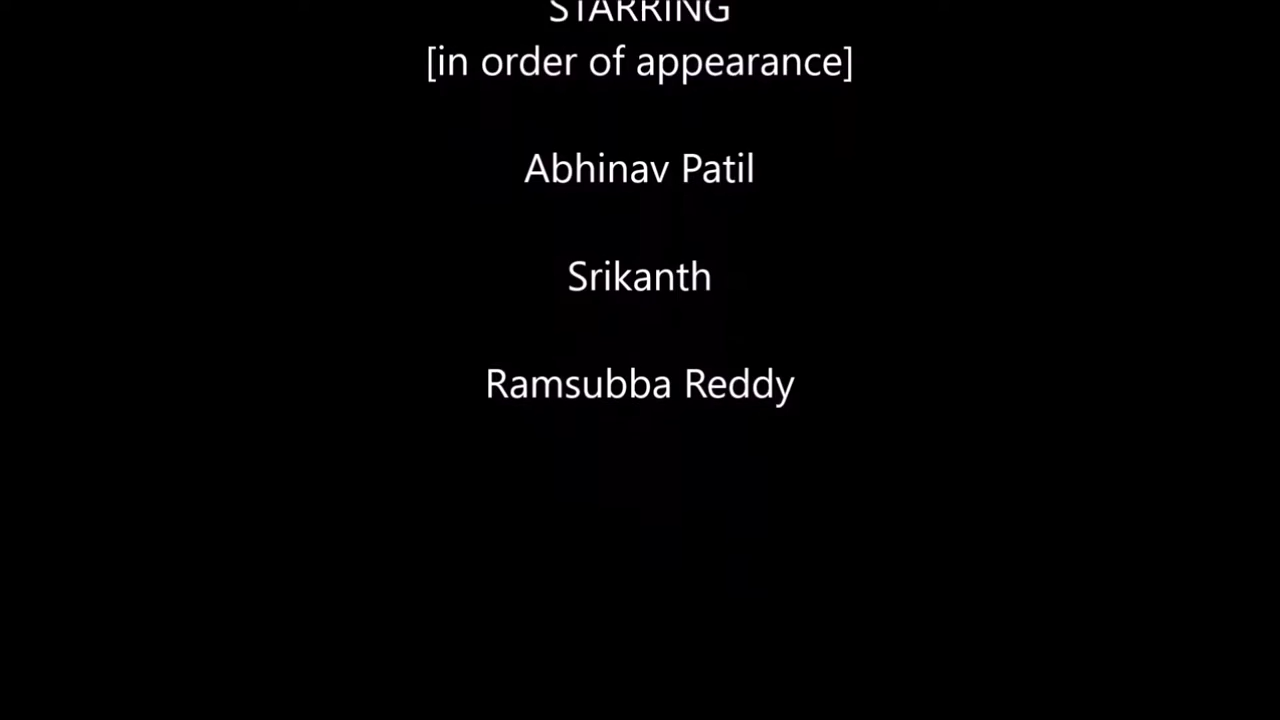 STARRING
[in order of appearance]
Abhinav Patil
Srikanth
Ramsubba Reddy